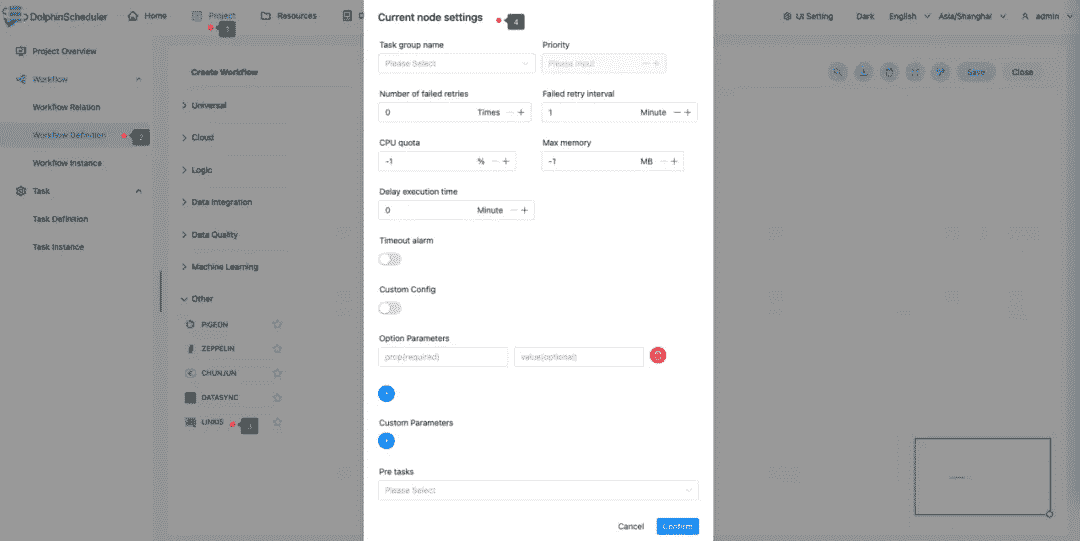 DolphinScheduler
Home
Project
Resources
D
UI Setting
Dark
English
Asia/Shanghai
admin
1
Project Overview
Workflow
Workflow Relation
Workflow Definition
2
Workflow Instance
Task
Task Definition
Task Instance
Create Workflow
Save
Close
Universal
Cloud
Logic
Data Integration
Data Quality
Machine Learning
Other
PIGEON
ZEPPELIN
CHUNJUN
DATASYNC
LINKIS
3
Current node settings
4
Task group name
Priority
Please Select
Please Input
Number of failed retries
Failed retry interval
0 Times
1 Minute
CPU quota
Max memory
-1 %
-1 MB
Delay execution time
0 Minute
Timeout alarm
Custom Config
Option Parameters
prop(required)
value(optional)
Custom Parameters
Pre tasks
Please Select
Cancel
Confirm